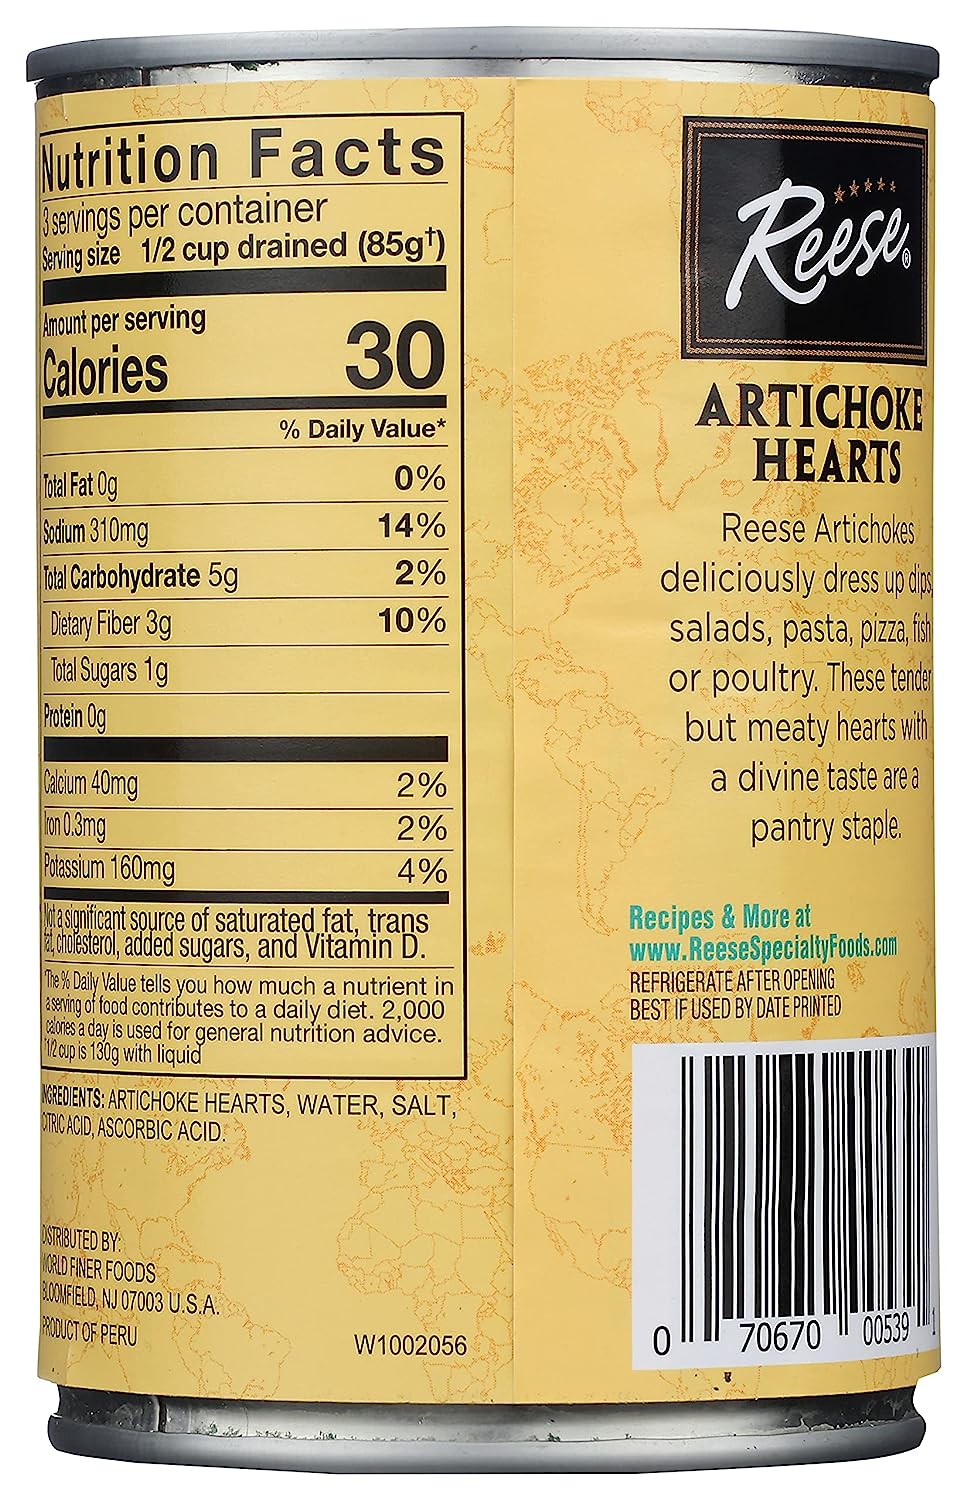 Nutrition Facts
3 servings per container
Serving size 1/2 cup drained (85g†)
Amount per serving
Calories 30
% Daily Value*
Total Fat 0g 0%
Sodium 310mg 14%
Total Carbohydrate 5g 2%
Dietary Fiber 3g 10%
Total Sugars 1g
Protein 0g
Calcium 40mg 2%
Iron 0.3mg 2%
Potassium 160mg 4%
Not a significant source of saturated fat, trans
fat, cholesterol, added sugars, and Vitamin D.
*The % Daily Value tells you how much a nutrient in
a serving of food contributes to a daily diet. 2,000
calories a day is used for general nutrition advice.
†1/2 cup is 130g with liquid
INGREDIENTS: ARTICHOKE HEARTS, WATER, SALT,
CITRIC ACID, ASCORBIC ACID.
DISTRIBUTED BY:
WORLD FINER FOODS
BLOOMFIELD, NJ 07003 U.S.A.
PRODUCT OF PERU
W1002056
Reese®
ARTICHOKE
HEARTS
Reese Artichokes
deliciously dress up dips,
salads, pasta, pizza, fish
or poultry. These tender
but meaty hearts with
a divine taste are a
pantry staple.
Recipes & More at
www.ReeseSpecialtyFoods.com
REFRIGERATE AFTER OPENING
BEST IF USED BY DATE PRINTED
0 70670 00539 1